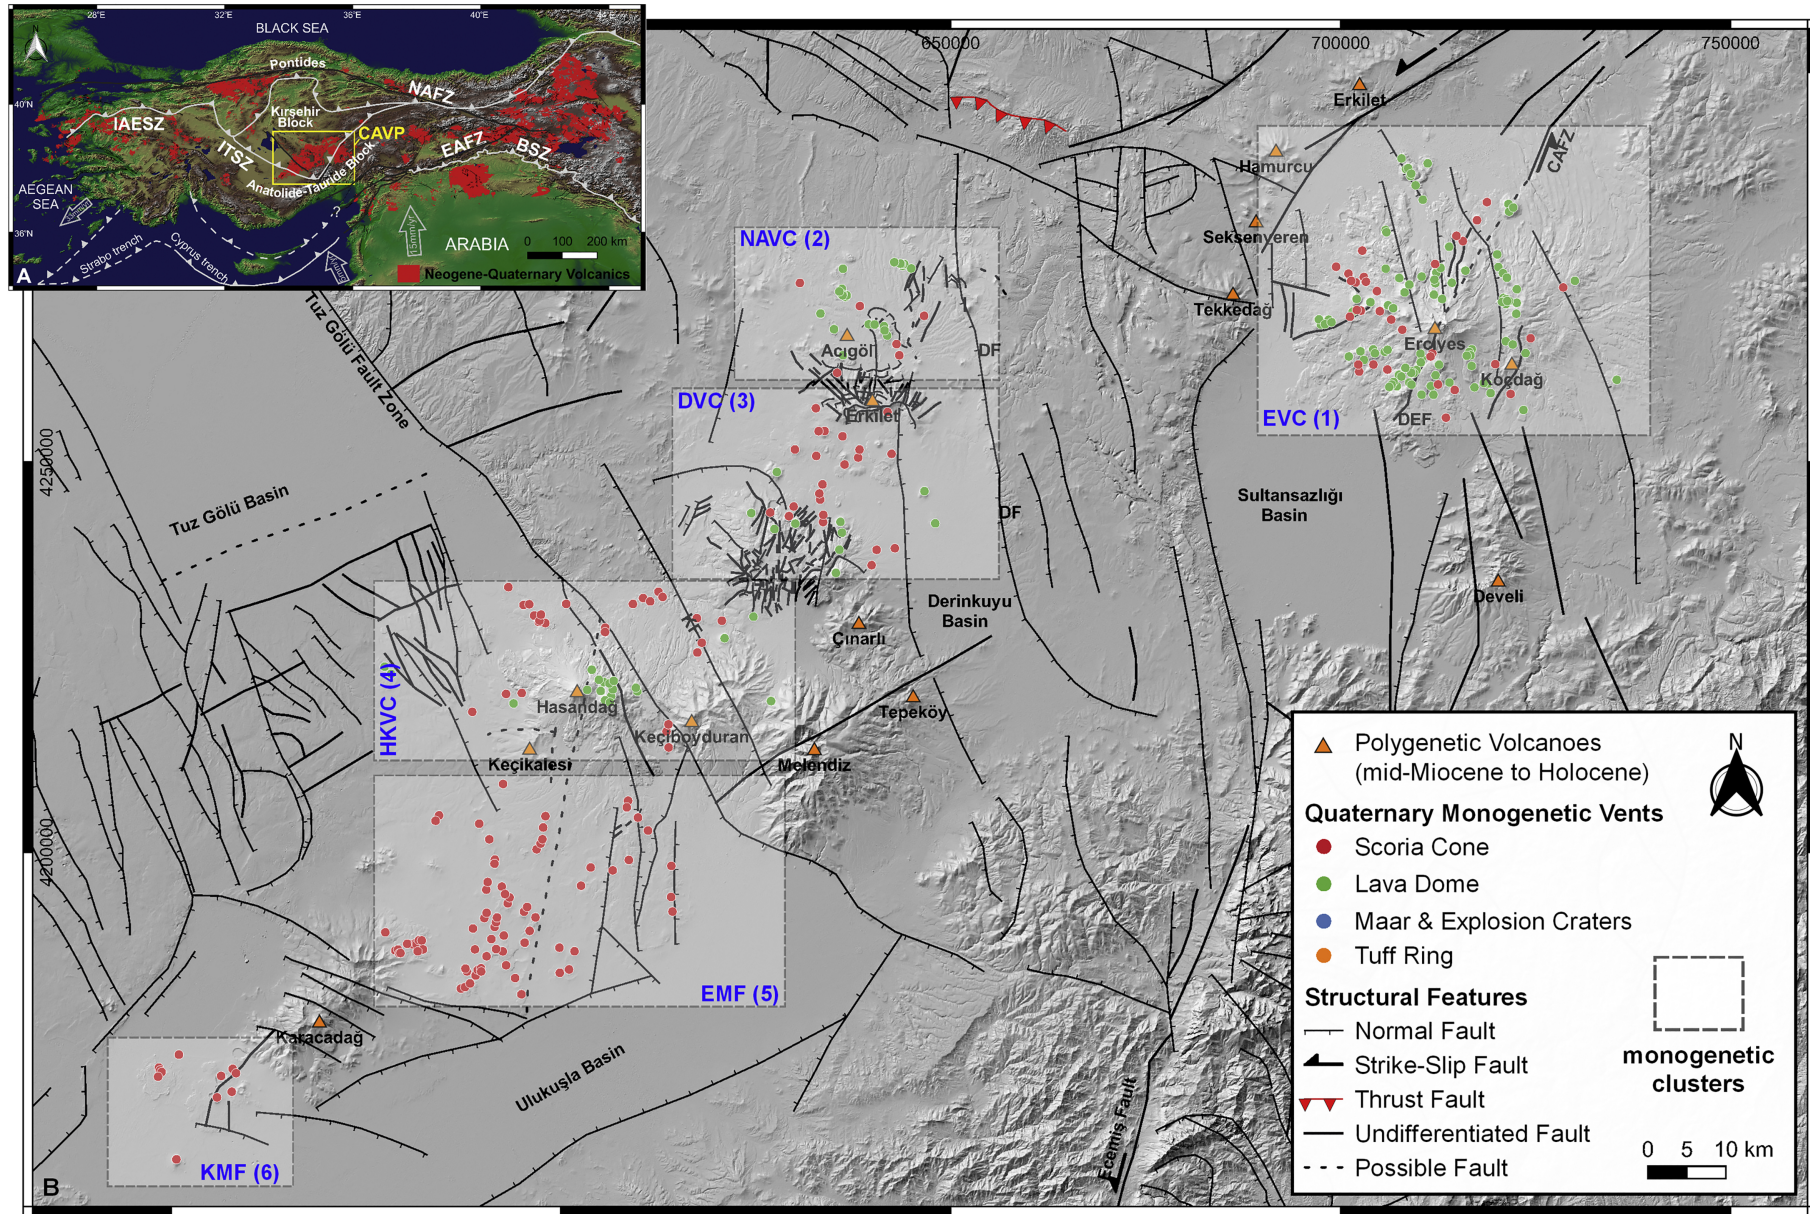 28°E
32°E
36°E
40°E
40°N
36°N
BLACK SEA
Pontides
NAFZ
IAESZ
Kırşehir
Block
CAVP
ITSZ
EAFZ
BSZ
Anatolide-Tauride Block
AEGEAN
SEA
Strabo trench
Cyprus trench
?
15mm/yr
ARABIA
0 100 200 km
Neogene-Quaternary Volcanics
A
650000
700000
750000
4250000
4200000
Erkilet
Hamurcu
CAFZ
Seksenveren
Tekkedağ
Erciyes
Koçdağ
DEF
EVC (1)
NAVC (2)
Acıgöl
DF
DVC (3)
Erkilet
Tuz Gölü Fault Zone
Tuz Gölü Basin
DF
Sultansazlığı
Basin
Develi
Derinkuyu
Basin
Çınarlı
Tepeköy
HKVC (4)
Hasandağ
Keçiboyduran
Keçikalesi
Melendiz
EMF (5)
Karacadağ
Ulukuşla Basin
Ecemiş Fault
KMF (6)
B
N
Polygenetic Volcanoes
(mid-Miocene to Holocene)
Quaternary Monogenetic Vents
Scoria Cone
Lava Dome
Maar & Explosion Craters
Tuff Ring
Structural Features
Normal Fault
Strike-Slip Fault
Thrust Fault
Undifferentiated Fault
Possible Fault
monogenetic
clusters
0 5 10 km